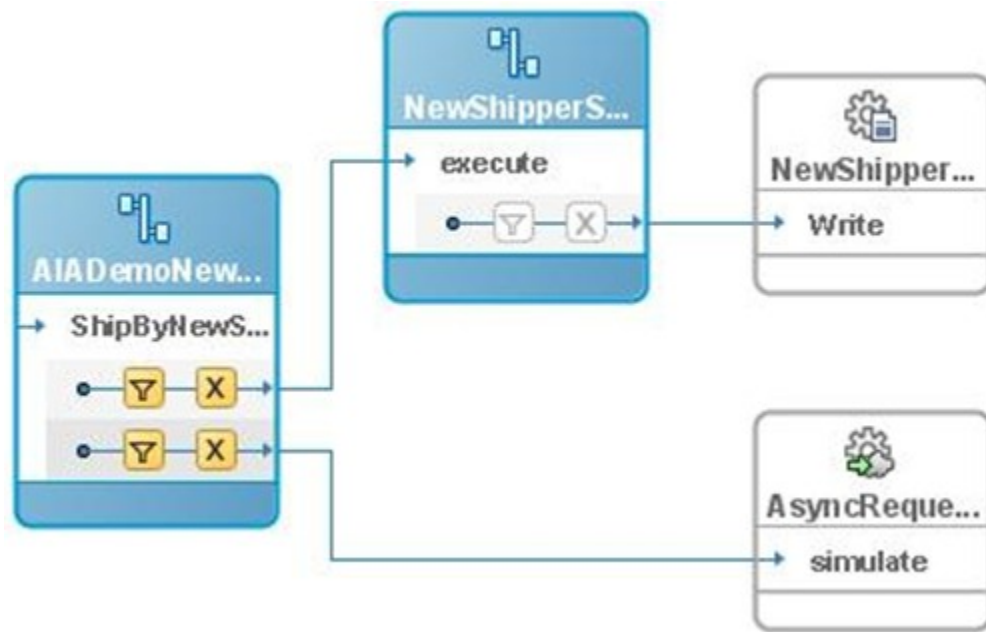 NewShipperS...
execute
NewShipper...
Write
AIADemoNew...
ShipByNewS...
X
X
X
AsyncReque...
simulate